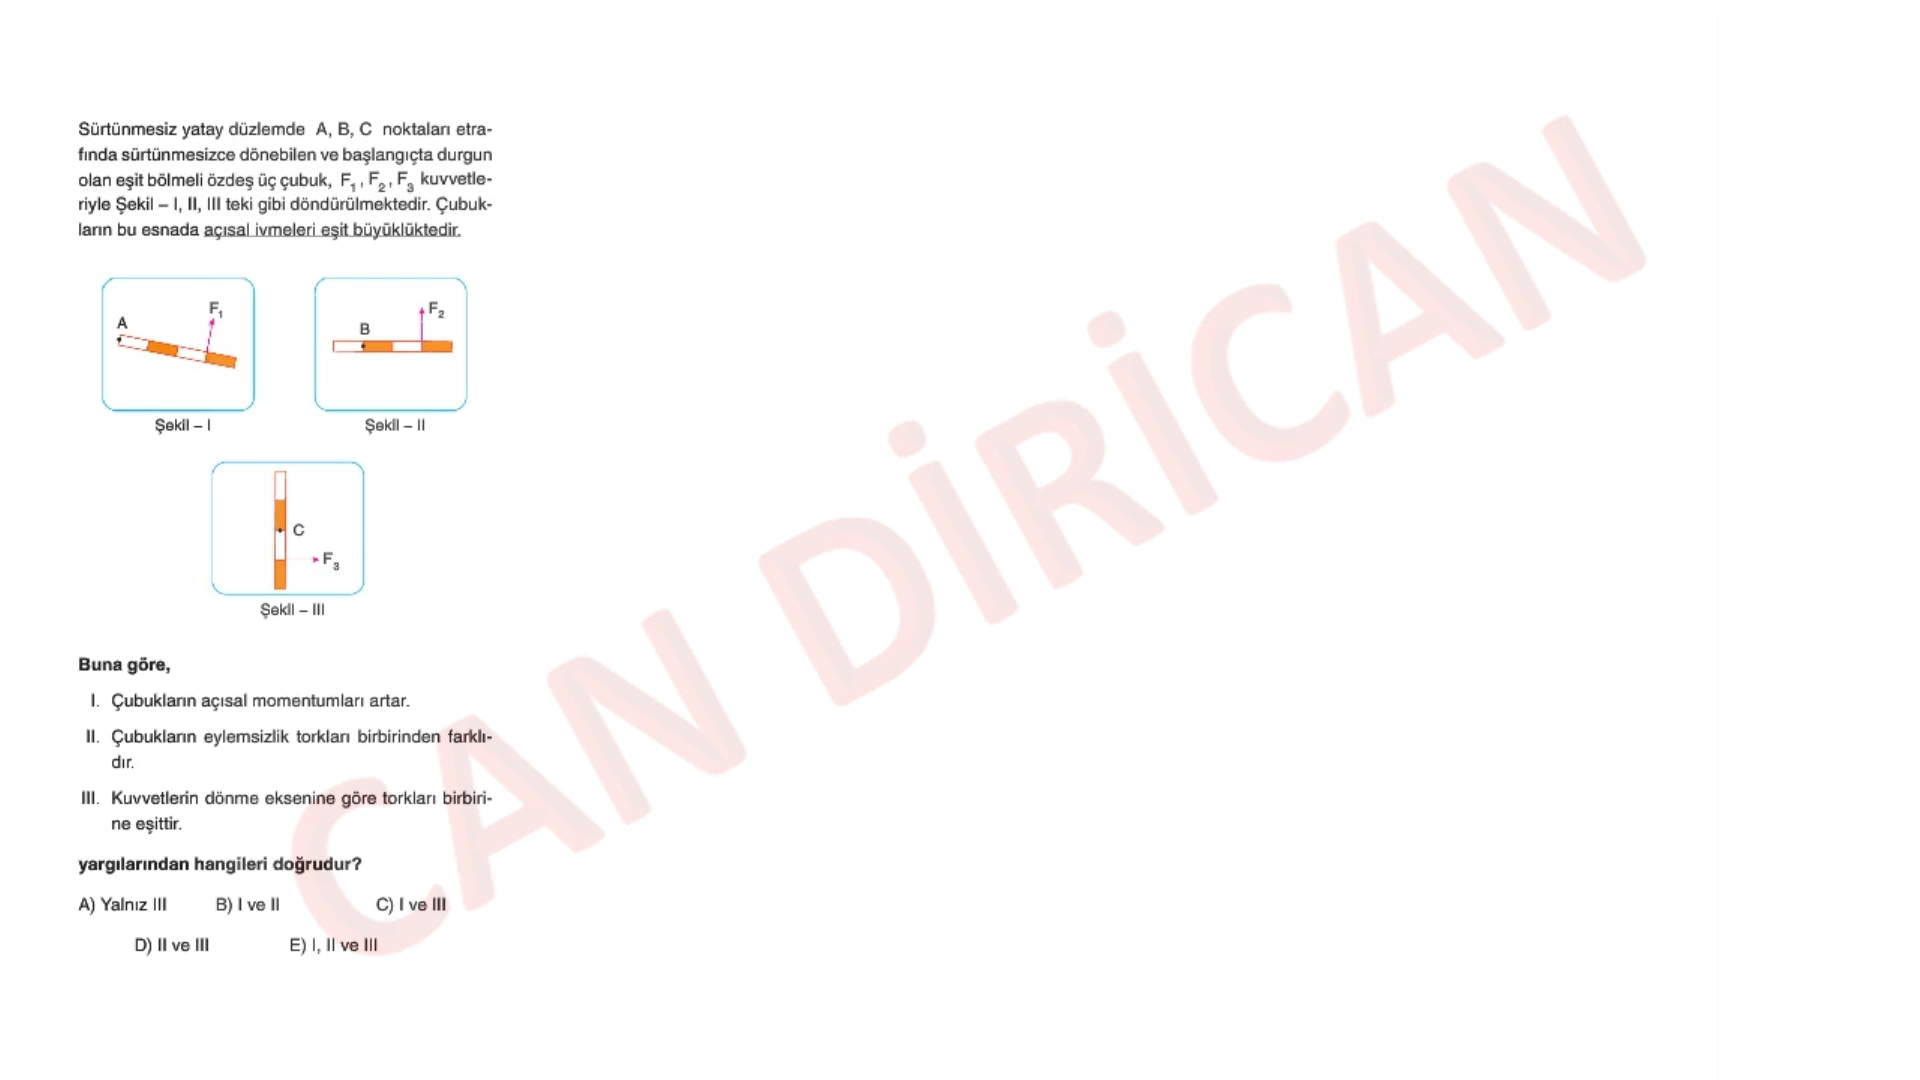 Sürtünmesiz yatay düzlemde A, B, C noktaları etra-
fında sürtünmesizce dönebilen ve başlangıçta durgun
olan eşit bölmeli özdeş üç çubuk, F₁, F₂, F₃ kuvvetle-
riyle Şekil – I, II, III teki gibi döndürülmektedir. Çubuk-
ların bu esnada açısal ivmeleri eşit büyüklüktedir.
A
F₁
B
F₂
Şekil – I
Şekil – II
C
F₃
Şekil – III
Buna göre,
I. Çubukların açısal momentumları artar.
II. Çubukların eylemsizlik torkları birbirinden farklı-
dır.
III. Kuvvetlerin dönme eksenine göre torkları birbiri-
ne eşittir.
yargılarından hangileri doğrudur?
A) Yalnız III B) I ve II C) I ve III
D) II ve III E) I, II ve III
CAN DİRİCAN